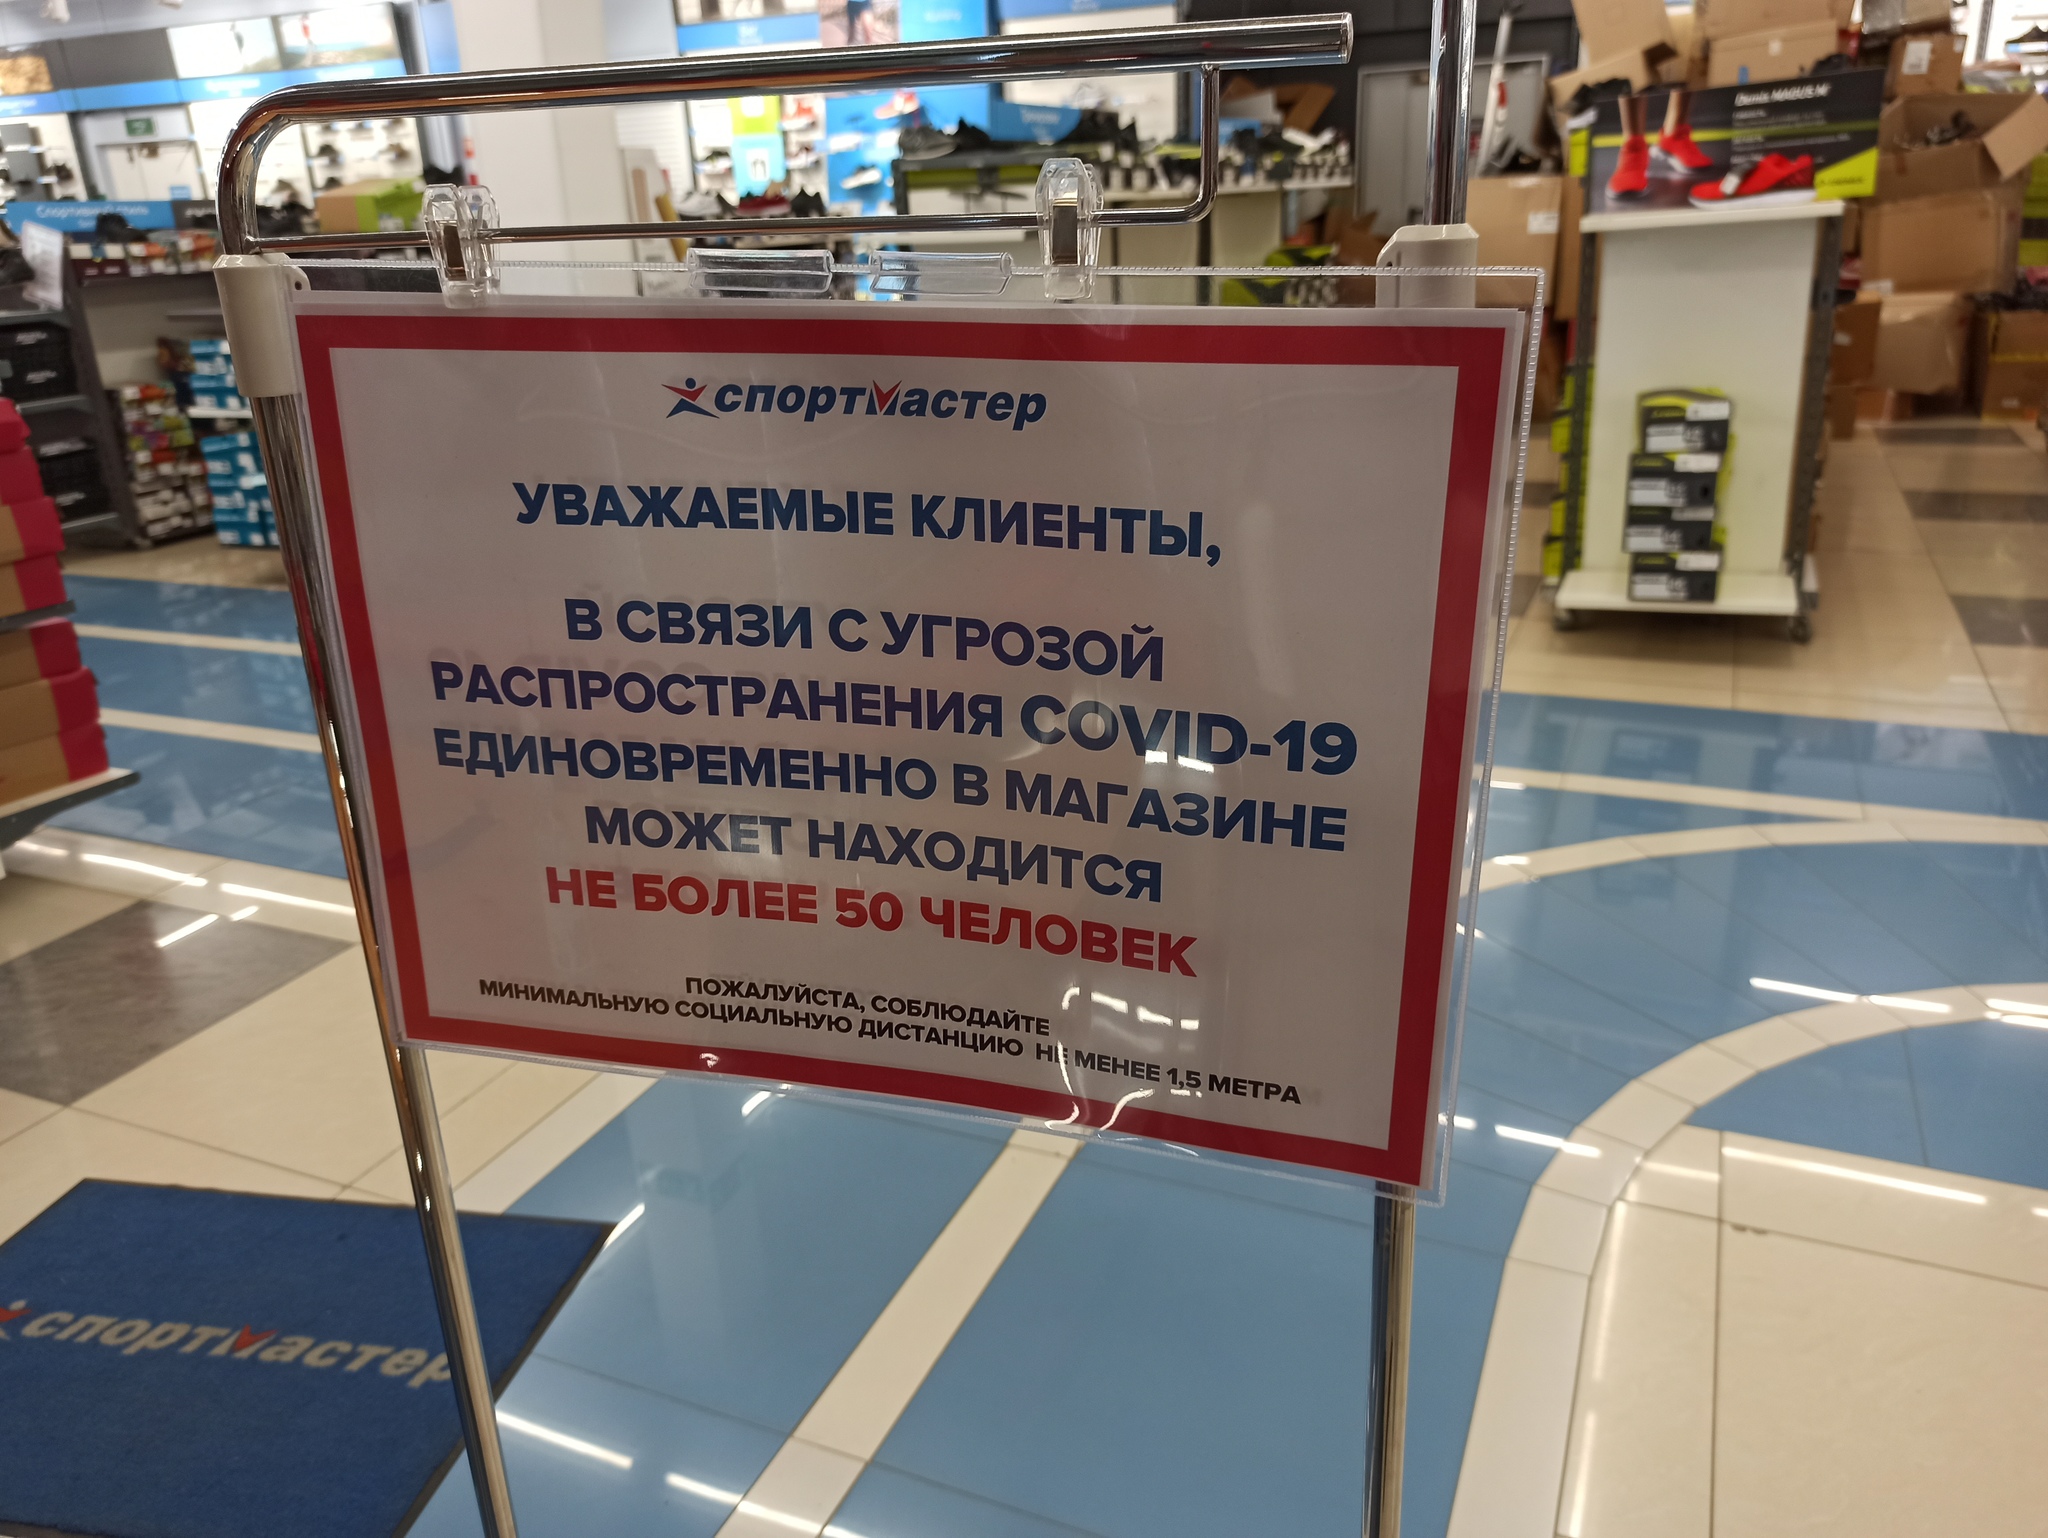 спортмастер
УВАЖАЕМЫЕ КЛИЕНТЫ,
В СВЯЗИ С УГРОЗОЙ
РАСПРОСТРАНЕНИЯ COVID-19
ЕДИНОВРЕМЕННО В МАГАЗИНЕ
МОЖЕТ НАХОДИТСЯ
НЕ БОЛЕЕ 50 ЧЕЛОВЕК
ПОЖАЛУЙСТА, СОБЛЮДАЙТЕ
МИНИМАЛЬНУЮ СОЦИАЛЬНУЮ ДИСТАНЦИЮ НЕ МЕНЕЕ 1,5 МЕТРА
спортмастер